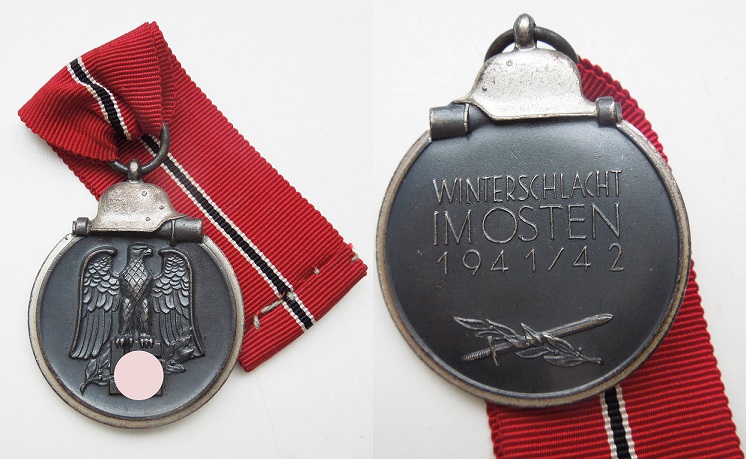 WINTERSCHLACHT
IM OSTEN
1941/42